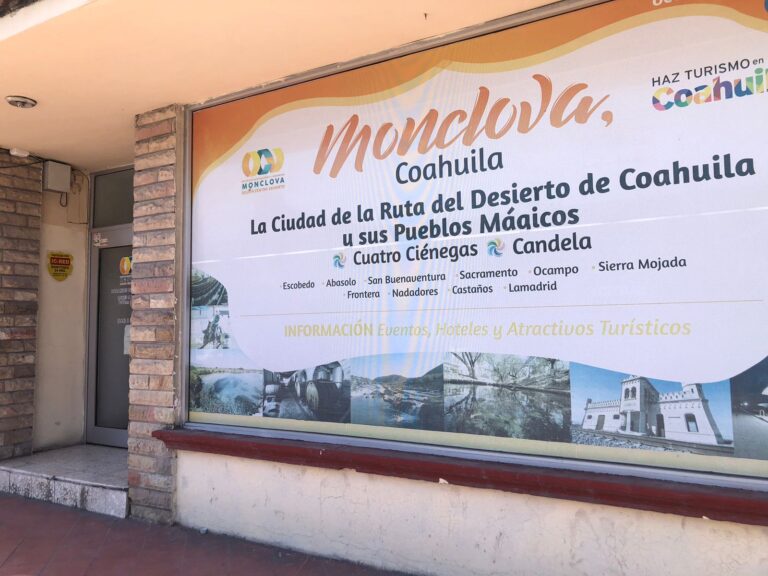 Monclova,
Coahuila
HAZ TURISMO en
Coahuila
MONCLOVA
La Ciudad de la Ruta del Desierto de Coahuila
y sus Pueblos Máaicos
Cuatro Ciénegas Candela
Escobedo Abasolo San Buenaventura Sacramento Ocampo Sierra Mojada
Frontera Nadadores Castaños Lamadrid
INFORMACIÓN Eventos, Hoteles y Atractivos Turísticos